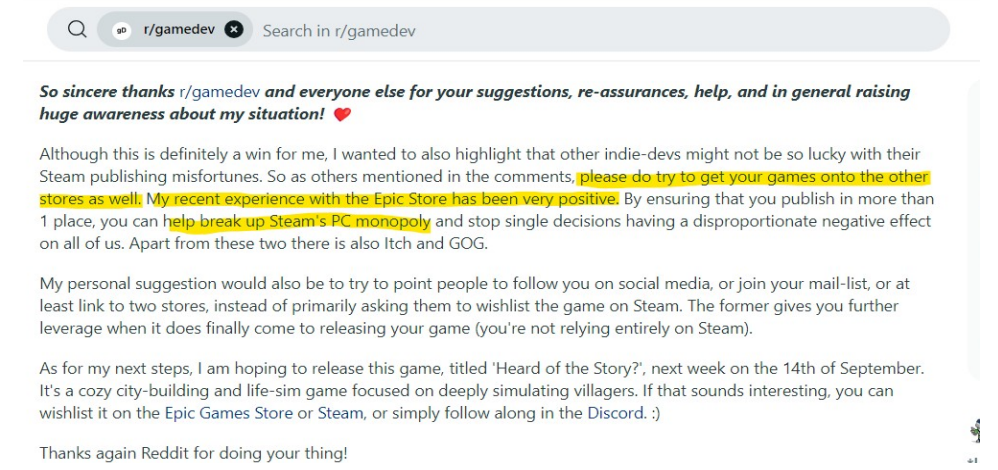 gD r/gamedev Search in r/gamedev
So sincere thanks r/gamedev and everyone else for your suggestions, re-assurances, help, and in general raising
huge awareness about my situation! ❤️
Although this is definitely a win for me, I wanted to also highlight that other indie-devs might not be so lucky with their
Steam publishing misfortunes. So as others mentioned in the comments, please do try to get your games onto the other
stores as well. My recent experience with the Epic Store has been very positive. By ensuring that you publish in more than
1 place, you can help break up Steam's PC monopoly and stop single decisions having a disproportionate negative effect
on all of us. Apart from these two there is also Itch and GOG.
My personal suggestion would also be to try to point people to follow you on social media, or join your mail-list, or at
least link to two stores, instead of primarily asking them to wishlist the game on Steam. The former gives you further
leverage when it does finally come to releasing your game (you're not relying entirely on Steam).
As for my next steps, I am hoping to release this game, titled 'Heard of the Story?', next week on the 14th of September.
It's a cozy city-building and life-sim game focused on deeply simulating villagers. If that sounds interesting, you can
wishlist it on the Epic Games Store or Steam, or simply follow along in the Discord. :)
Thanks again Reddit for doing your thing!